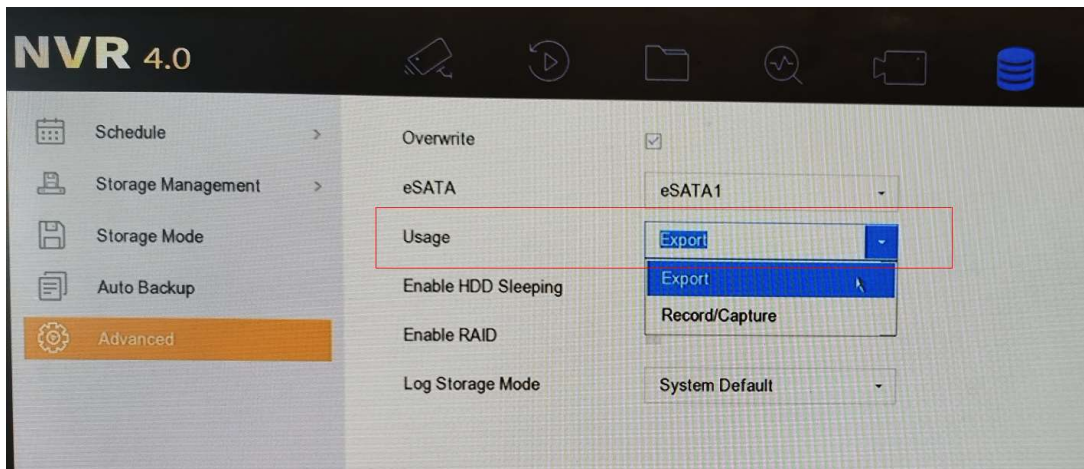 NVR 4.0
Schedule
Storage Management
Storage Mode
Auto Backup
Advanced
Overwrite
eSATA eSATA1
Usage Export
Export
Record/Capture
Enable HDD Sleeping
Enable RAID
Log Storage Mode System Default